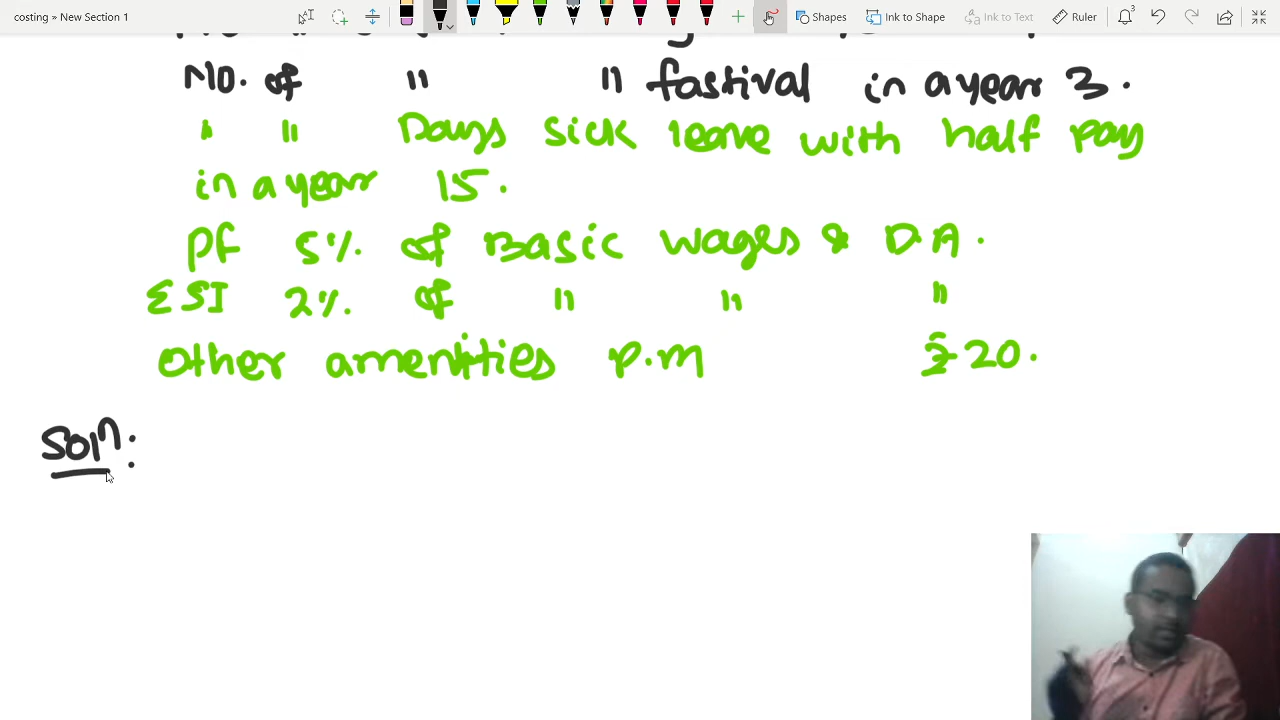 costing » New Section 1
Shapes
Ink to Shape
Ink to Text
Ruler
3
No. of " " fastival in a year 3.
" " Days sick leave with half pay
in a year 15.
Pf 5% of Basic wages & D.A.
ESI 2% of " " "
Other amenities p.m ₹ 20.
Soln: